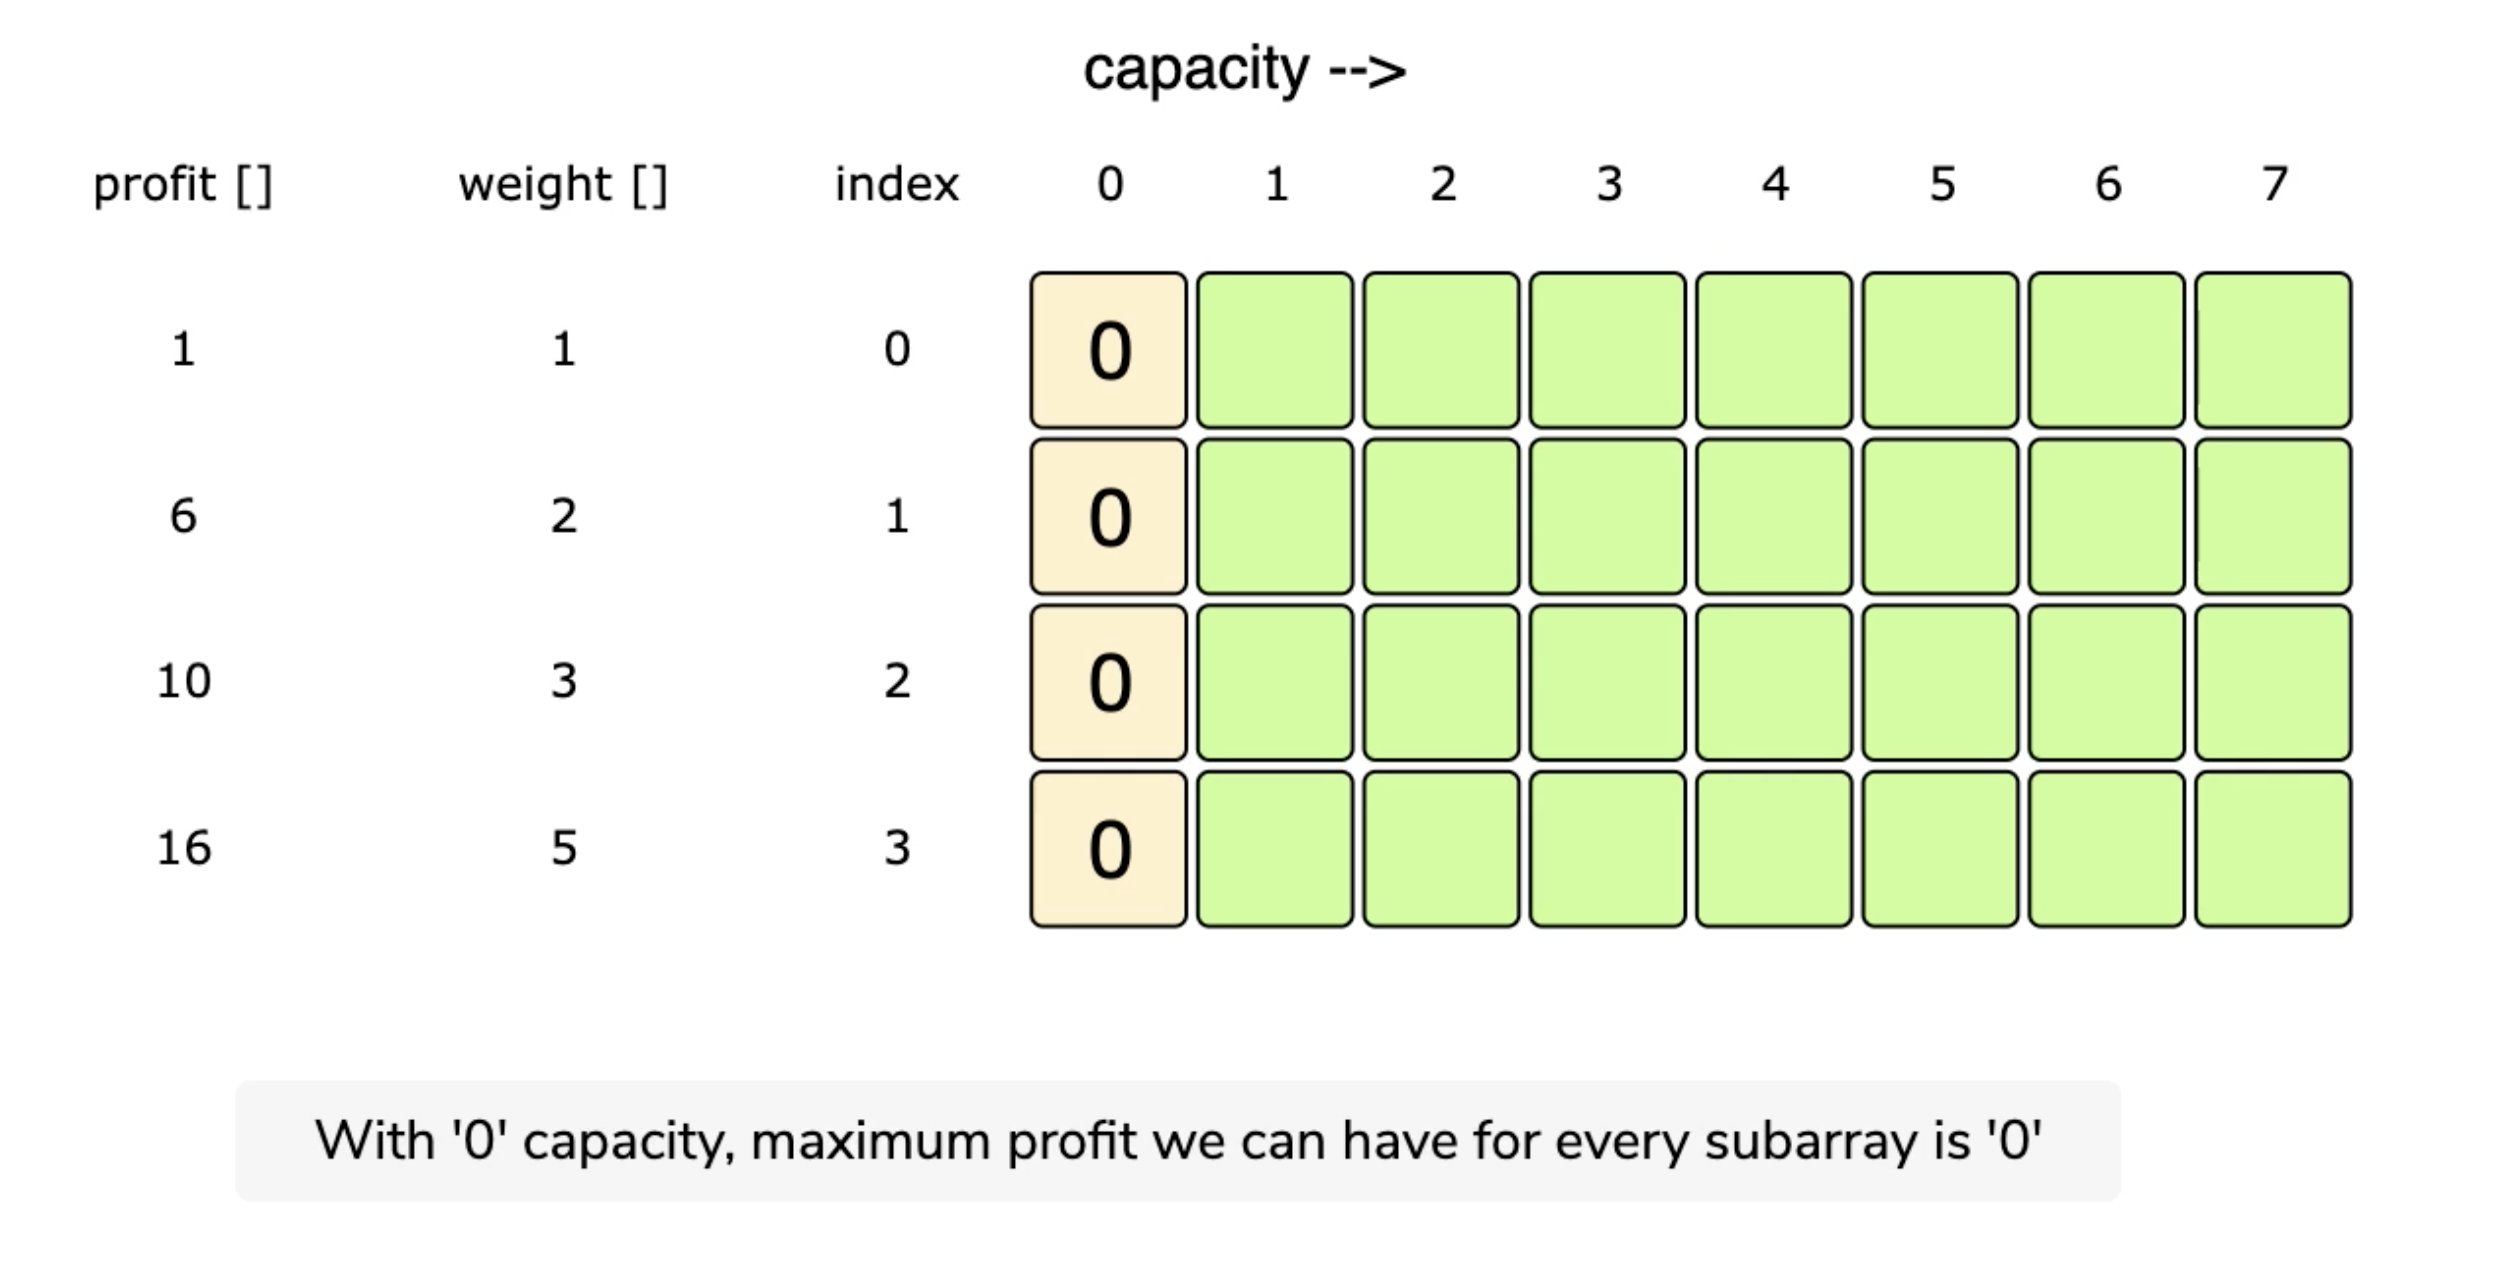 capacity -->
profit [] weight [] index 0 1 2 3 4 5 6 7
1 1 0 0
6 2 1 0
10 3 2 0
16 5 3 0
With '0' capacity, maximum profit we can have for every subarray is '0'